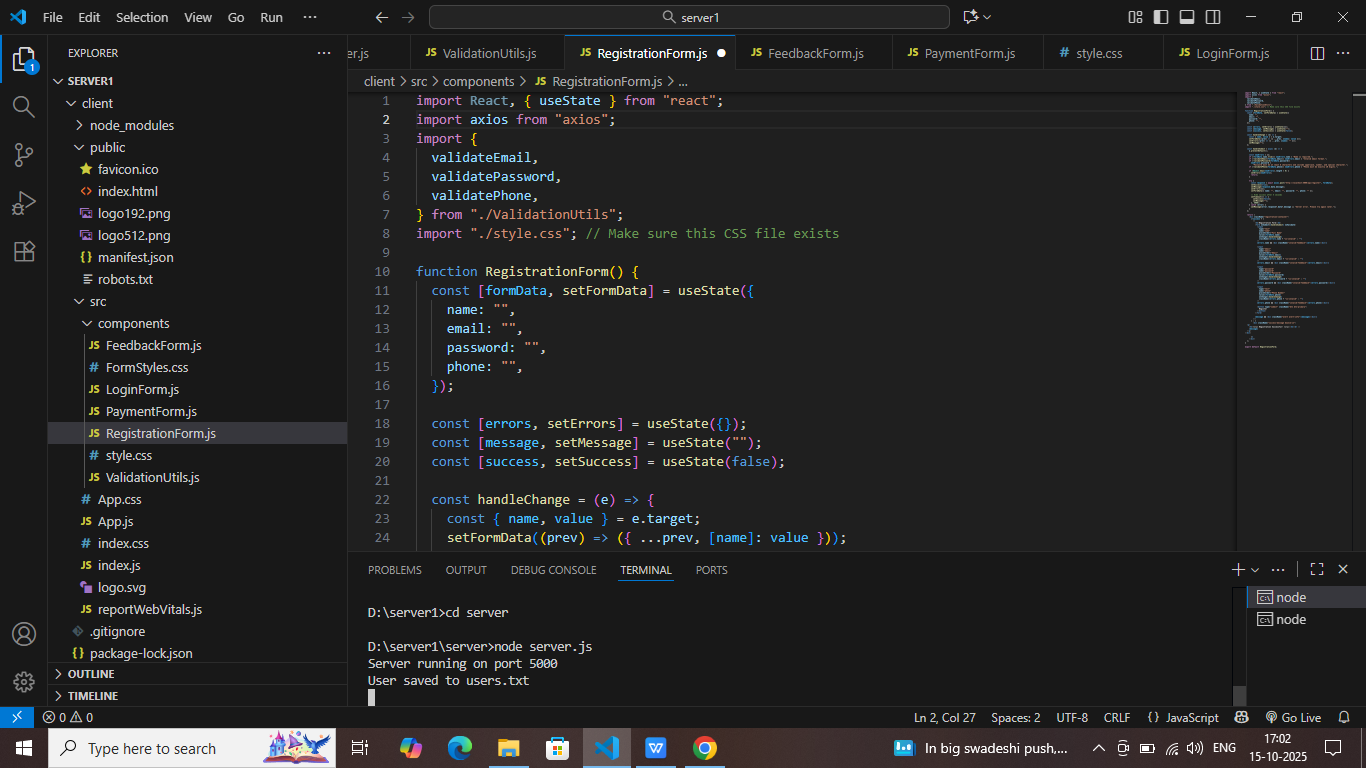 File Edit Selection View Go Run ··· server1
EXPLORER ···
er.js JS ValidationUtils.js JS RegistrationForm.js ● JS FeedbackForm.js JS PaymentForm.js # style.css JS LoginForm.js ···
client > src > components > JS RegistrationForm.js > ...
SERVER1
client
node_modules
public
favicon.ico
<> index.html
logo192.png
logo512.png
{} manifest.json
robots.txt
src
components
JS FeedbackForm.js
# FormStyles.css
JS LoginForm.js
JS PaymentForm.js
JS RegistrationForm.js
# style.css
JS ValidationUtils.js
# App.css
JS App.js
# index.css
JS index.js
logo.svg
JS reportWebVitals.js
.gitignore
{} package-lock.json
OUTLINE
TIMELINE
1
1 import React, { useState } from "react";
2 import axios from "axios";
3 import {
4   validateEmail,
5   validatePassword,
6   validatePhone,
7 } from "./ValidationUtils";
8 import "./style.css"; // Make sure this CSS file exists
9
10 function RegistrationForm() {
11   const [formData, setFormData] = useState({
12     name: "",
13     email: "",
14     password: "",
15     phone: "",
16   });
17
18   const [errors, setErrors] = useState({});
19   const [message, setMessage] = useState("");
20   const [success, setSuccess] = useState(false);
21
22   const handleChange = (e) => {
23     const { name, value } = e.target;
24     setFormData((prev) => ({ ...prev, [name]: value }));
PROBLEMS OUTPUT DEBUG CONSOLE TERMINAL PORTS
D:\server1>cd server
D:\server1\server>node server.js
Server running on port 5000
User saved to users.txt
node
node
0 0 Ln 2, Col 27 Spaces: 2 UTF-8 CRLF {} JavaScript Go Live
Type here to search In big swadeshi push,... ENG 17:02
15-10-2025